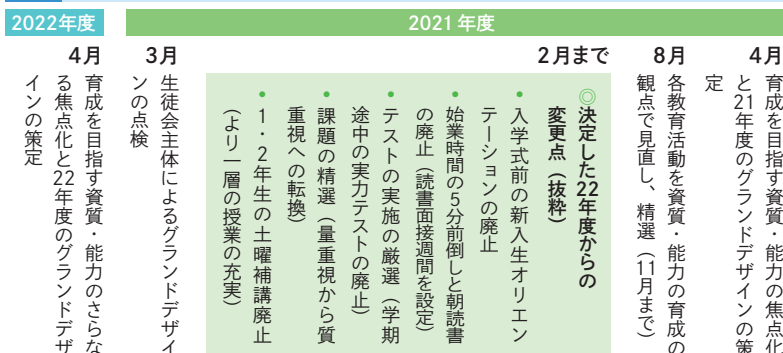 2021年度
4月
育成を目指す資質・能力の焦点化
と21年度のグランドデザインの策
定
8月
各教育活動を資質・能力の育成の
観点で見直し、精選（11月まで）
2月まで
◎決定した22年度からの
変更点（抜粋）
•入学式前の新入生オリエン
テーションの廃止
•始業時間の5分前倒しと朝読書
の廃止（読書面接週間を設定）
•テストの実施の厳選（学期
途中の実力テストの廃止）
•課題の精選（量重視から質
重視への転換）
•1・2年生の土曜補講廃止
（より一層の授業の充実）
3月
生徒会主体によるグランドデザイ
ンの点検
2022年度
4月
育成を目指す資質・能力のさらな
る焦点化と22年度のグランドデザ
インの策定